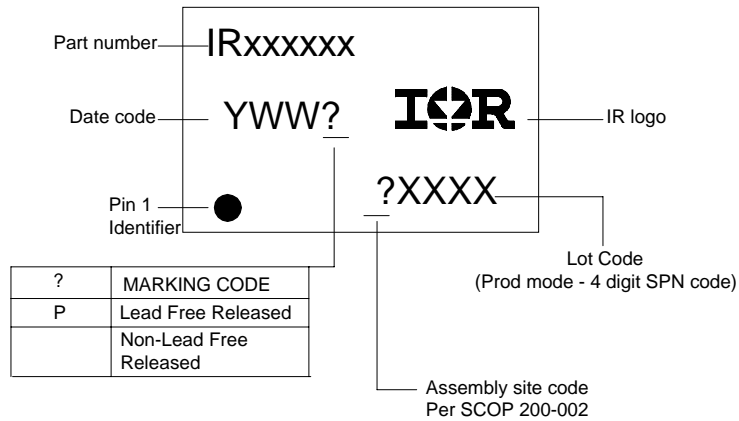 Part number
IRxxxxxx
Date code
YWW?
IOR
IR logo
?XXXX
Pin 1
Identifier
Lot Code
(Prod mode - 4 digit SPN code)
? MARKING CODE
P Lead Free Released
Non-Lead Free
Released
Assembly site code
Per SCOP 200-002